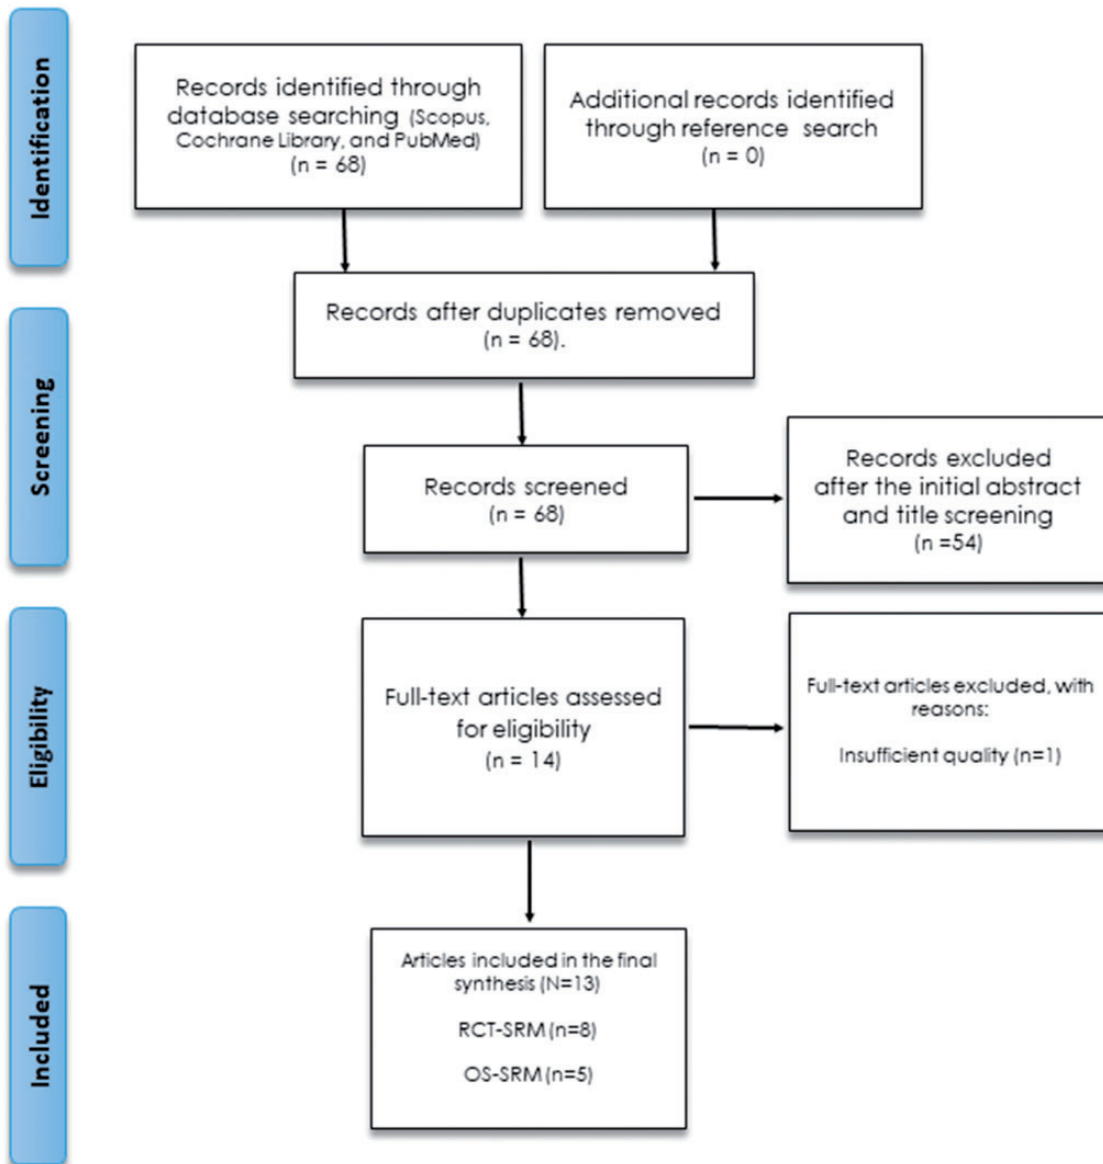 Identification
Records identified through
database searching (Scopus,
Cochrane Library, and PubMed)
(n = 68)
Additional records identified
through reference search
(n = 0)
Records after duplicates removed
(n = 68).
Screening
Records screened
(n = 68)
Records excluded
after the initial abstract
and title screening
(n =54)
Eligibility
Full-text articles assessed
for eligibility
(n = 14)
Full-text articles excluded, with
reasons:
Insufficient quality (n=1)
Included
Articles included in the final
synthesis (N=13)
RCT-SRM (n=8)
OS-SRM (n=5)